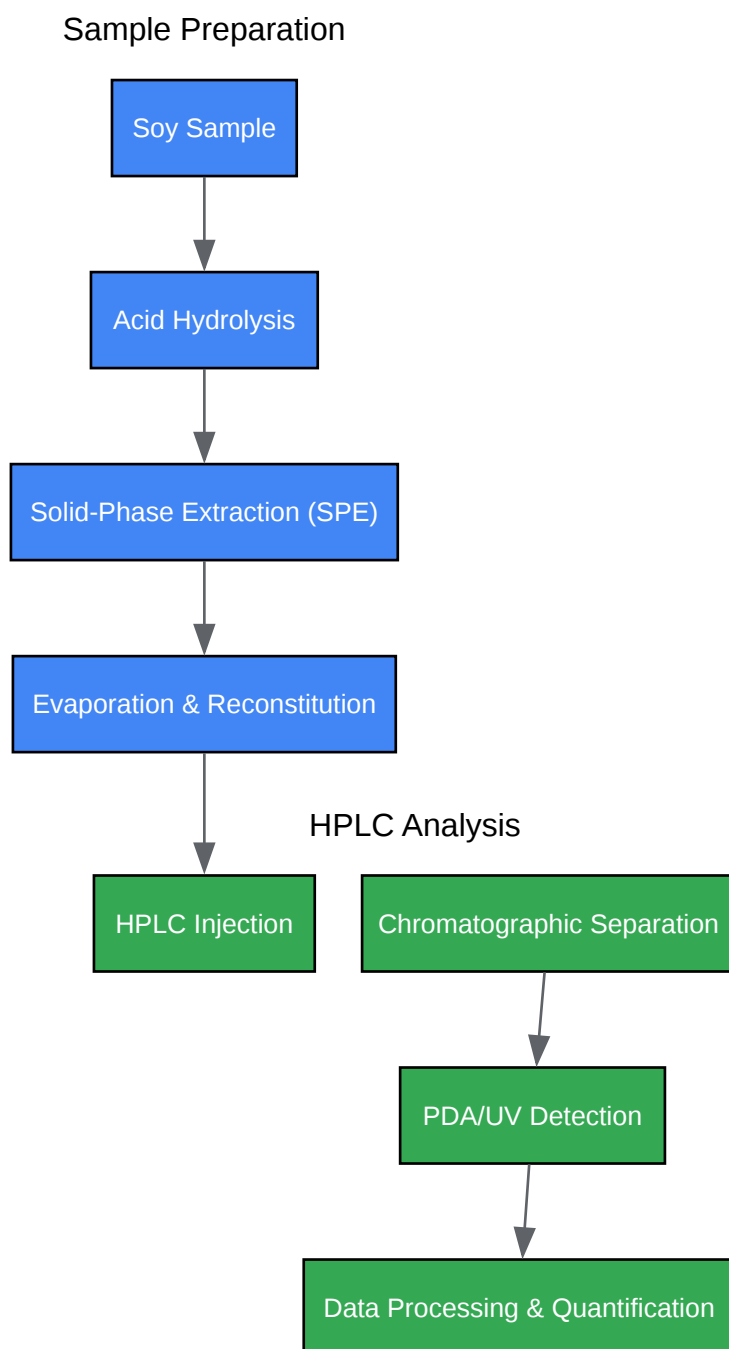 Sample Preparation
Soy Sample
Acid Hydrolysis
Solid-Phase Extraction (SPE)
Evaporation & Reconstitution
HPLC Analysis
HPLC Injection
Chromatographic Separation
PDA/UV Detection
Data Processing & Quantification